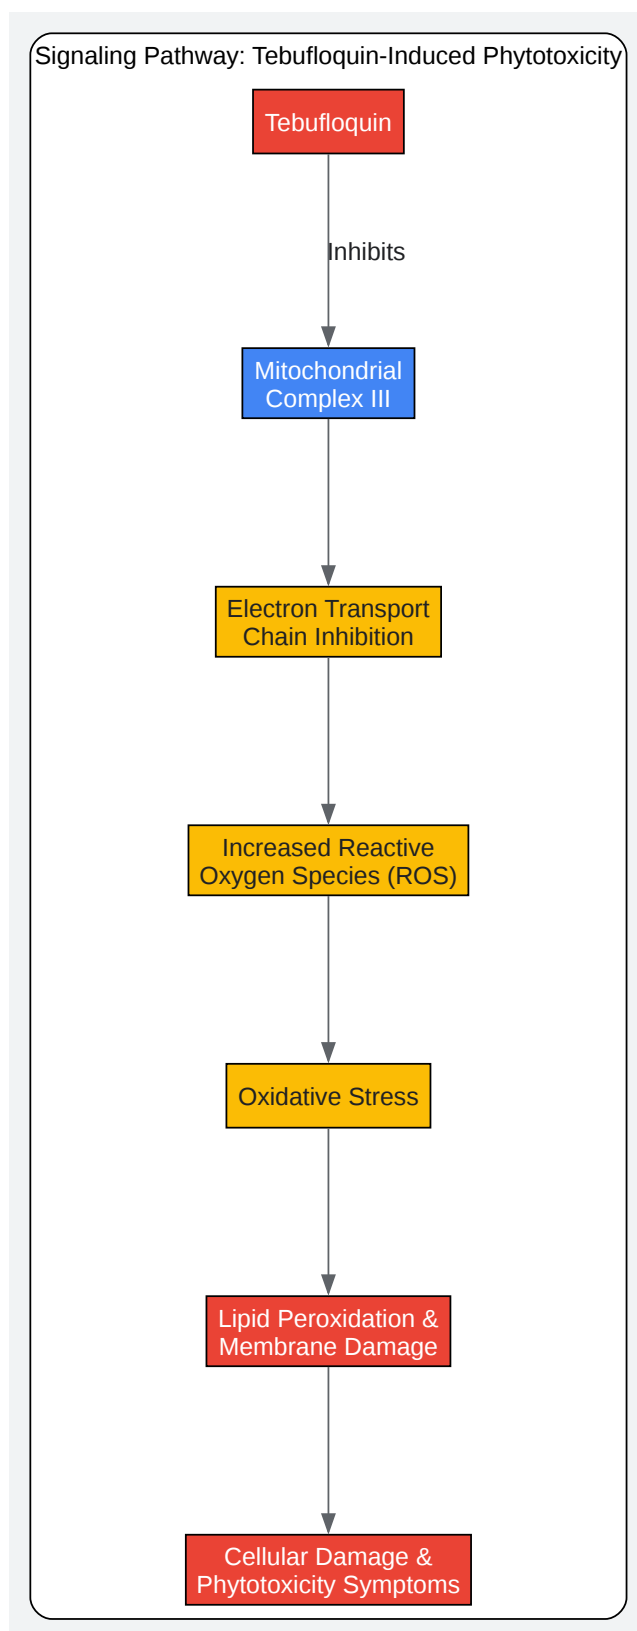 Signaling Pathway: Tebufloquin-Induced Phytotoxicity
Tebufloquin
Inhibits
Mitochondrial
Complex III
Electron Transport
Chain Inhibition
Increased Reactive
Oxygen Species (ROS)
Oxidative Stress
Lipid Peroxidation &
Membrane Damage
Cellular Damage &
Phytotoxicity Symptoms